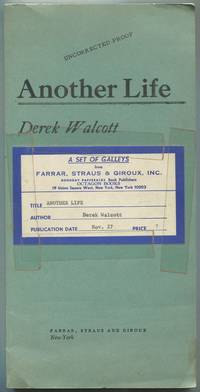 UNCORRECTED PROOF
Another Life
Derek Walcott
A SET OF GALLEYS
from
FARRAR, STRAUS & GIROUX, INC.
NOONDAY PAPERBACKS Book Publishers
OCTAGON BOOKS
19 Union Square West, New York, New York 10003
TITLE ANOTHER LIFE
AUTHOR Derek Walcott
PUBLICATION DATE Nov. 27 PRICE ?
FARRAR, STRAUS AND GIROUX
New York